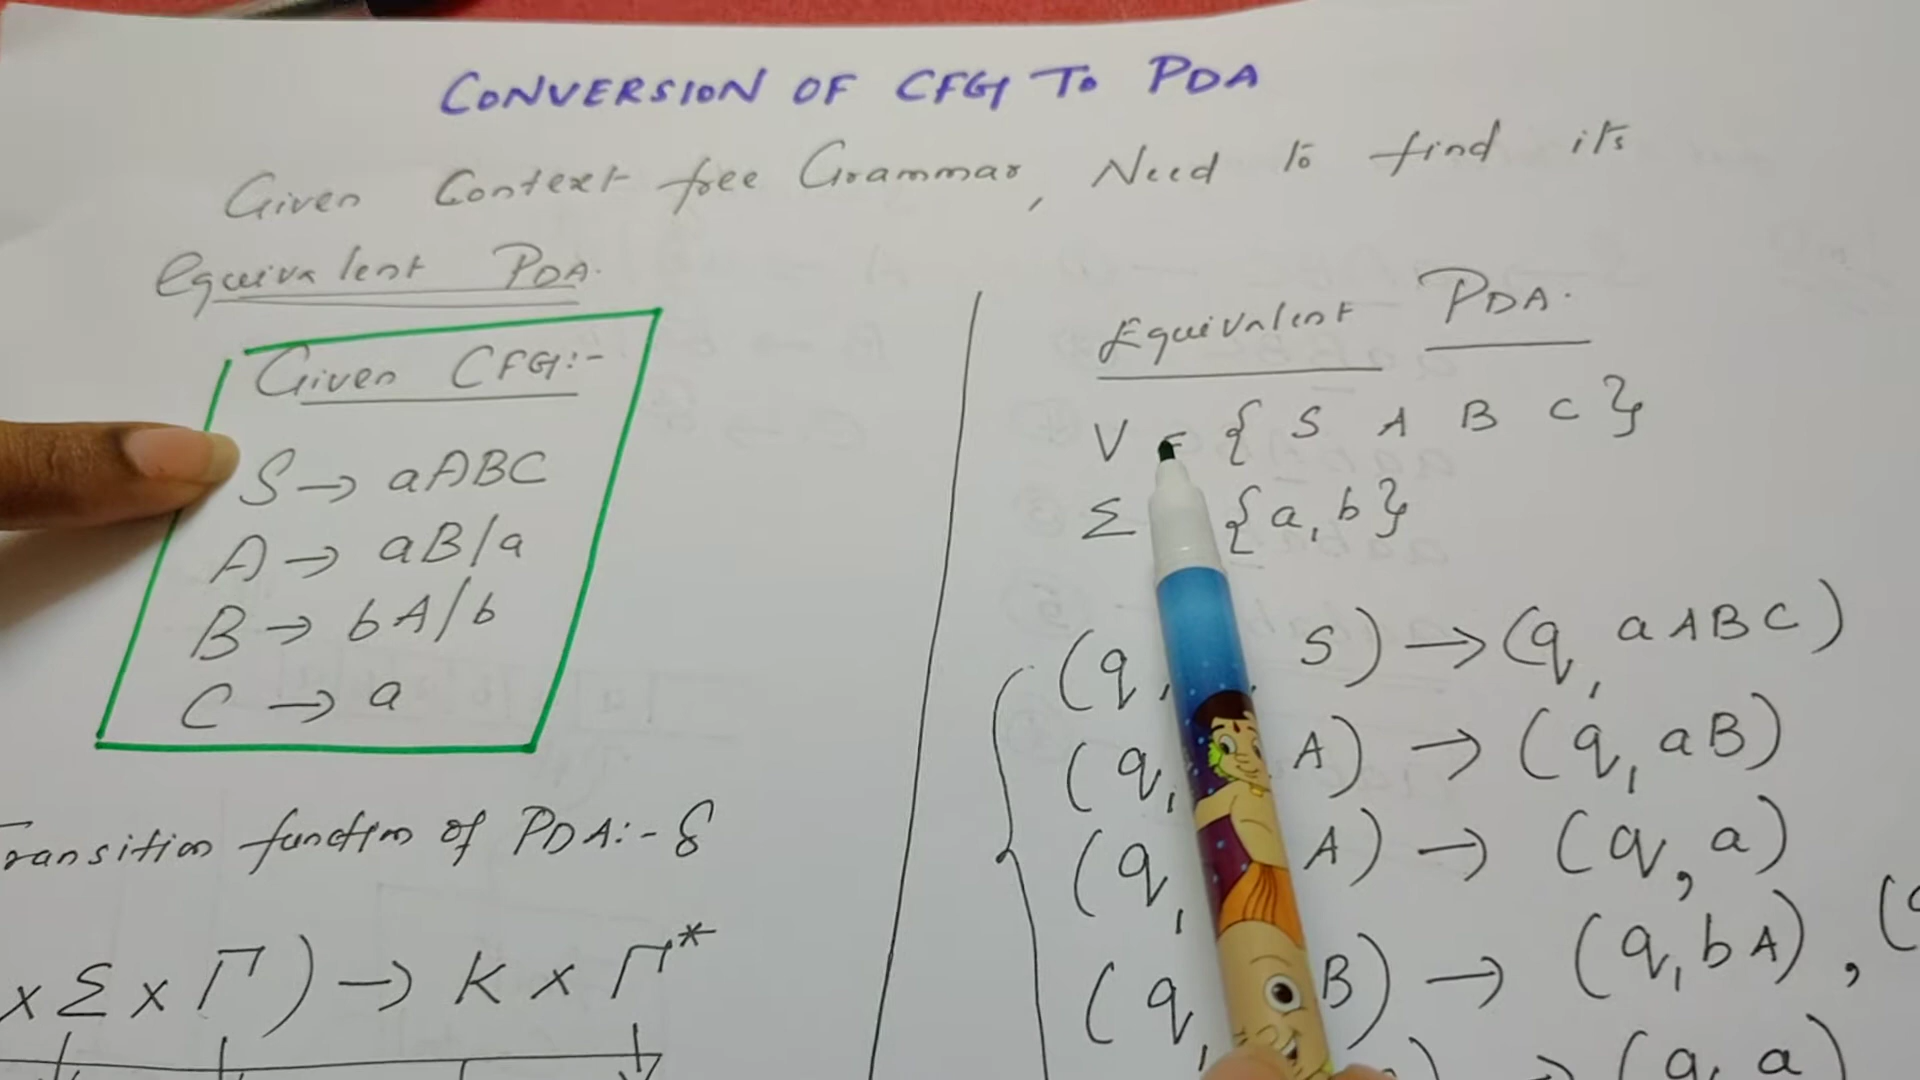 CONVERSION OF CFG TO PDA
Given Context free Grammar, Need to find its
Equivalent PDA.
Given CFG:-
S → aABC
A → aB/a
B → bA/b
C → a
Transition function of PDA:- δ
x Σ x Γ) → K x Γ*
Equivalent PDA.
V = { S A B C }
Σ {a, b}
(q, S) → (q, aABC)
(q, A) → (q, aB)
(q, A) → (q, a)
(q, B) → (q, bA), (
) → (q, a)